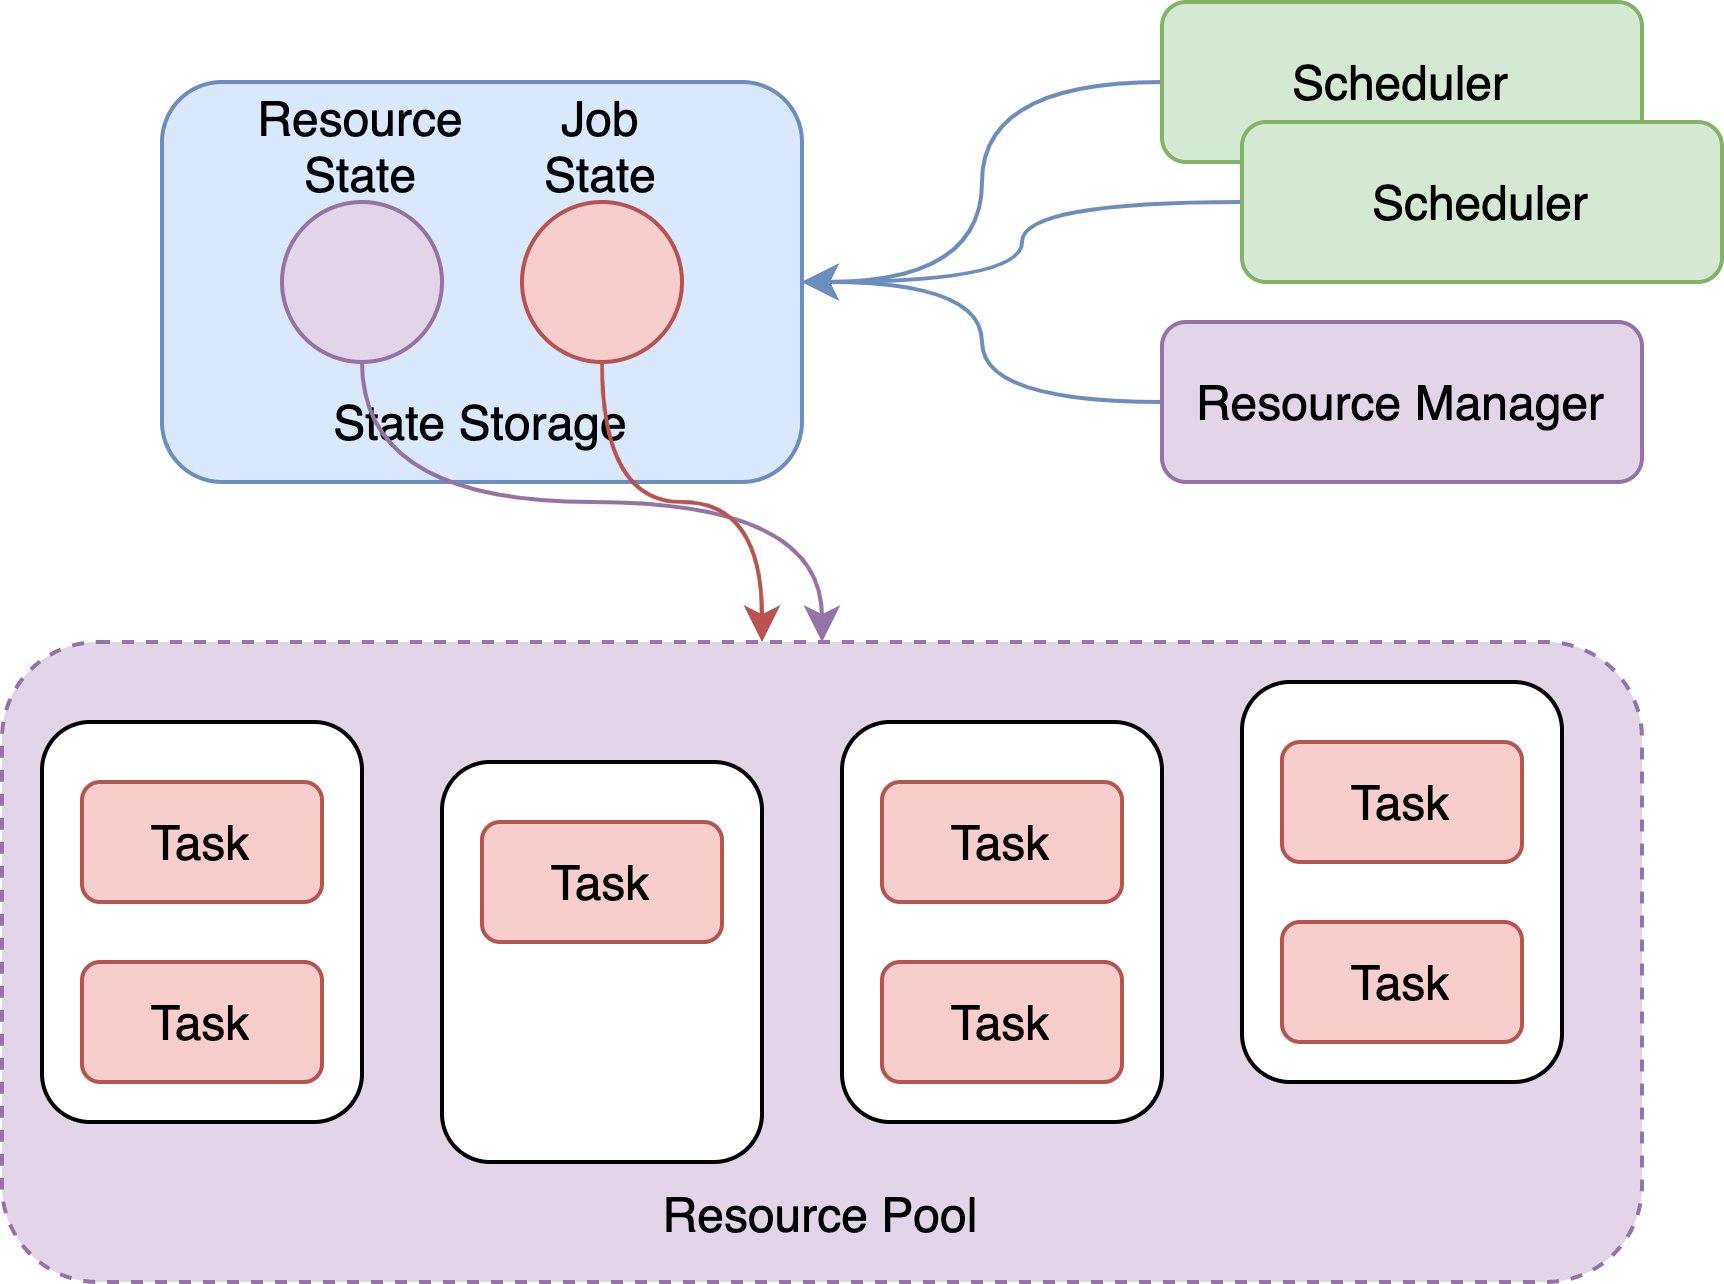 Scheduler
Resource
State
Job
State
Scheduler
Resource Manager
State Storage
Task
Task
Task
Task
Task
Task
Task
Resource Pool